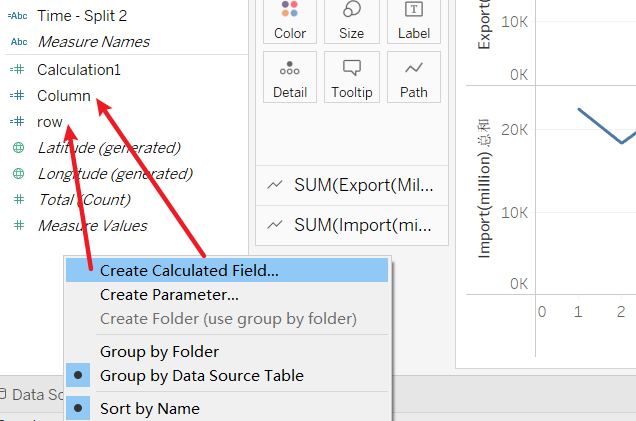 Abc Time - Split 2
Abc Measure Names
Calculation1
Column
row
Latitude (generated)
Longitude (generated)
Total (Count)
Measure Values
Color
Size
Label
Detail
Tooltip
Path
SUM(Export(Mil...
SUM(Import(mi...
Export(
10K
0K
Import(million) 总和
20K
10K
0K
0 1 2
Create Calculated Field...
Create Parameter...
Create Folder (use group by folder)
Group by Folder
Group by Data Source Table
Sort by Name
Data So